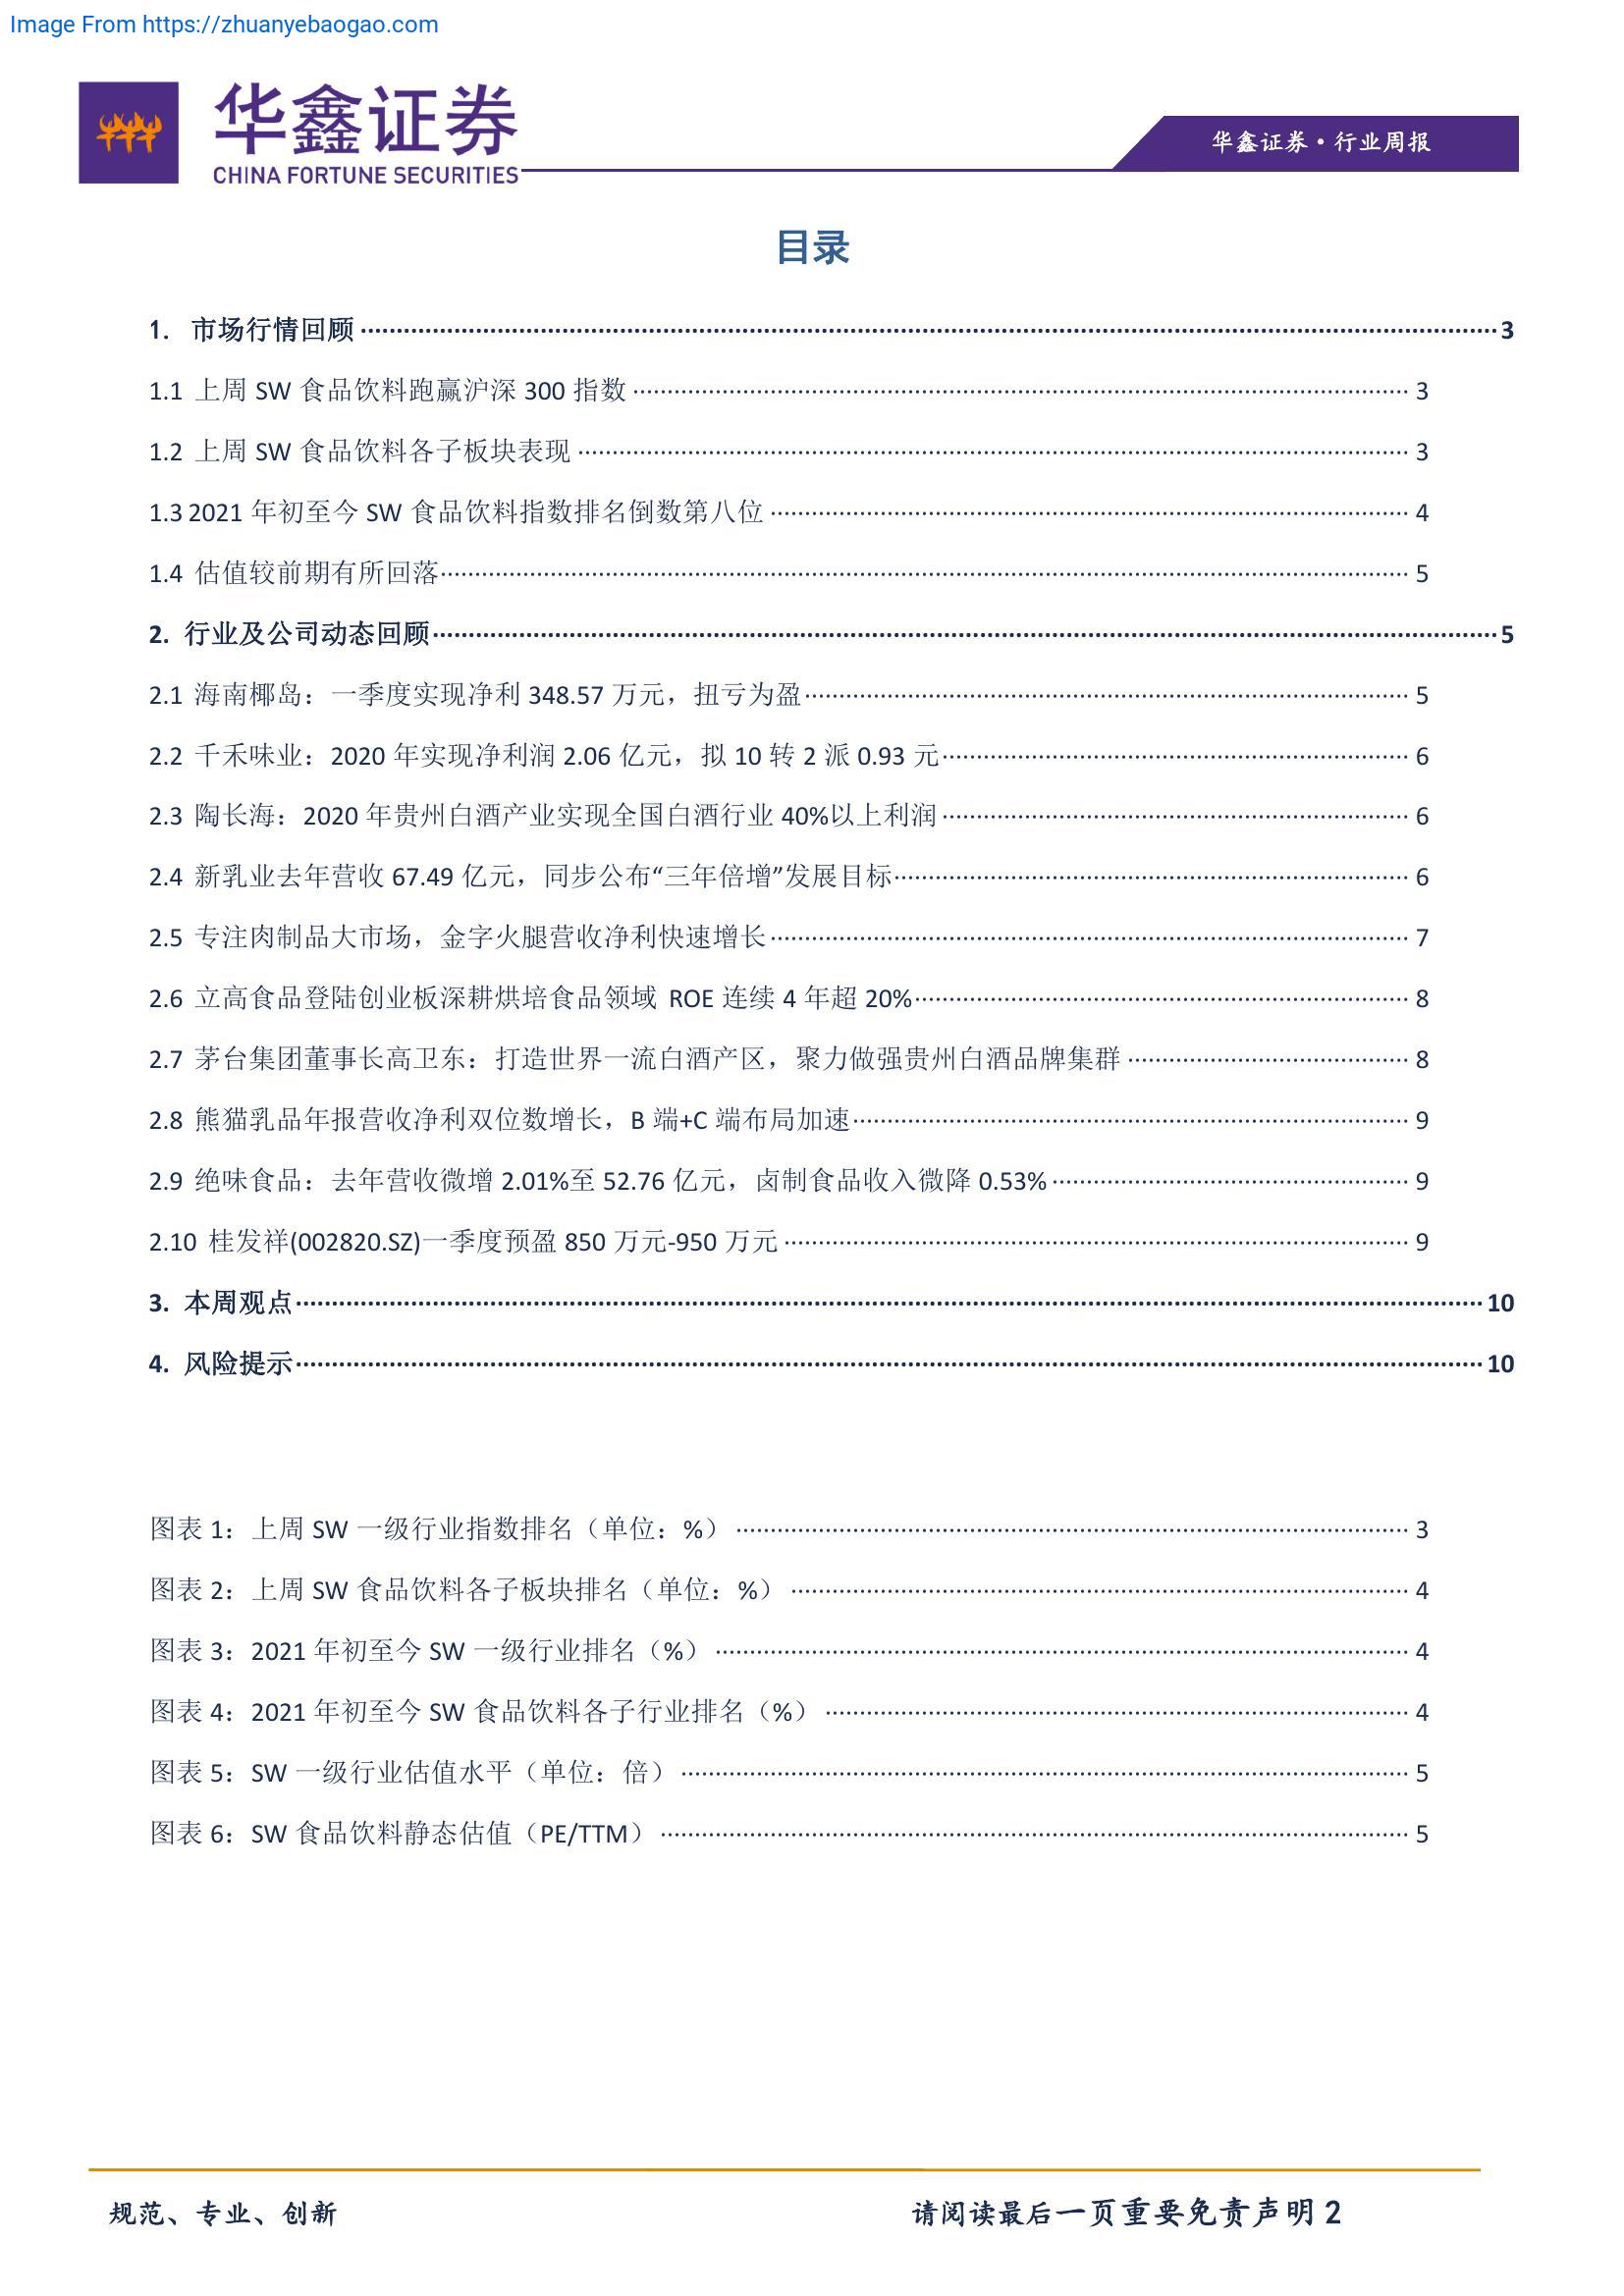 Image From https://zhuanyebaogao.com
华鑫证券
CHINA FORTUNE SECURITIES
华鑫证券·行业周报
目录
1. 市场行情回顾 3
1.1 上周 SW 食品饮料跑赢沪深 300 指数 3
1.2 上周 SW 食品饮料各子板块表现 3
1.3 2021 年初至今 SW 食品饮料指数排名倒数第八位 4
1.4 估值较前期有所回落 5
2. 行业及公司动态回顾 5
2.1 海南椰岛：一季度实现净利 348.57 万元，扭亏为盈 5
2.2 千禾味业：2020 年实现净利润 2.06 亿元，拟 10 转 2 派 0.93 元 6
2.3 陶长海：2020 年贵州白酒产业实现全国白酒行业 40%以上利润 6
2.4 新乳业去年营收 67.49 亿元，同步公布“三年倍增”发展目标 6
2.5 专注肉制品大市场，金字火腿营收净利快速增长 7
2.6 立高食品登陆创业板深耕烘培食品领域 ROE 连续 4 年超 20% 8
2.7 茅台集团董事长高卫东：打造世界一流白酒产区，聚力做强贵州白酒品牌集群 8
2.8 熊猫乳品年报营收净利双位数增长，B 端+C 端布局加速 9
2.9 绝味食品：去年营收微增 2.01%至 52.76 亿元，卤制食品收入微降 0.53% 9
2.10 桂发祥(002820.SZ)一季度预盈 850 万元-950 万元 9
3. 本周观点 10
4. 风险提示 10
图表 1：上周 SW 一级行业指数排名（单位：%） 3
图表 2：上周 SW 食品饮料各子板块排名（单位：%） 4
图表 3：2021 年初至今 SW 一级行业排名（%） 4
图表 4：2021 年初至今 SW 食品饮料各子行业排名（%） 4
图表 5：SW 一级行业估值水平（单位：倍） 5
图表 6：SW 食品饮料静态估值（PE/TTM） 5
规范、专业、创新
请阅读最后一页重要免责声明 2